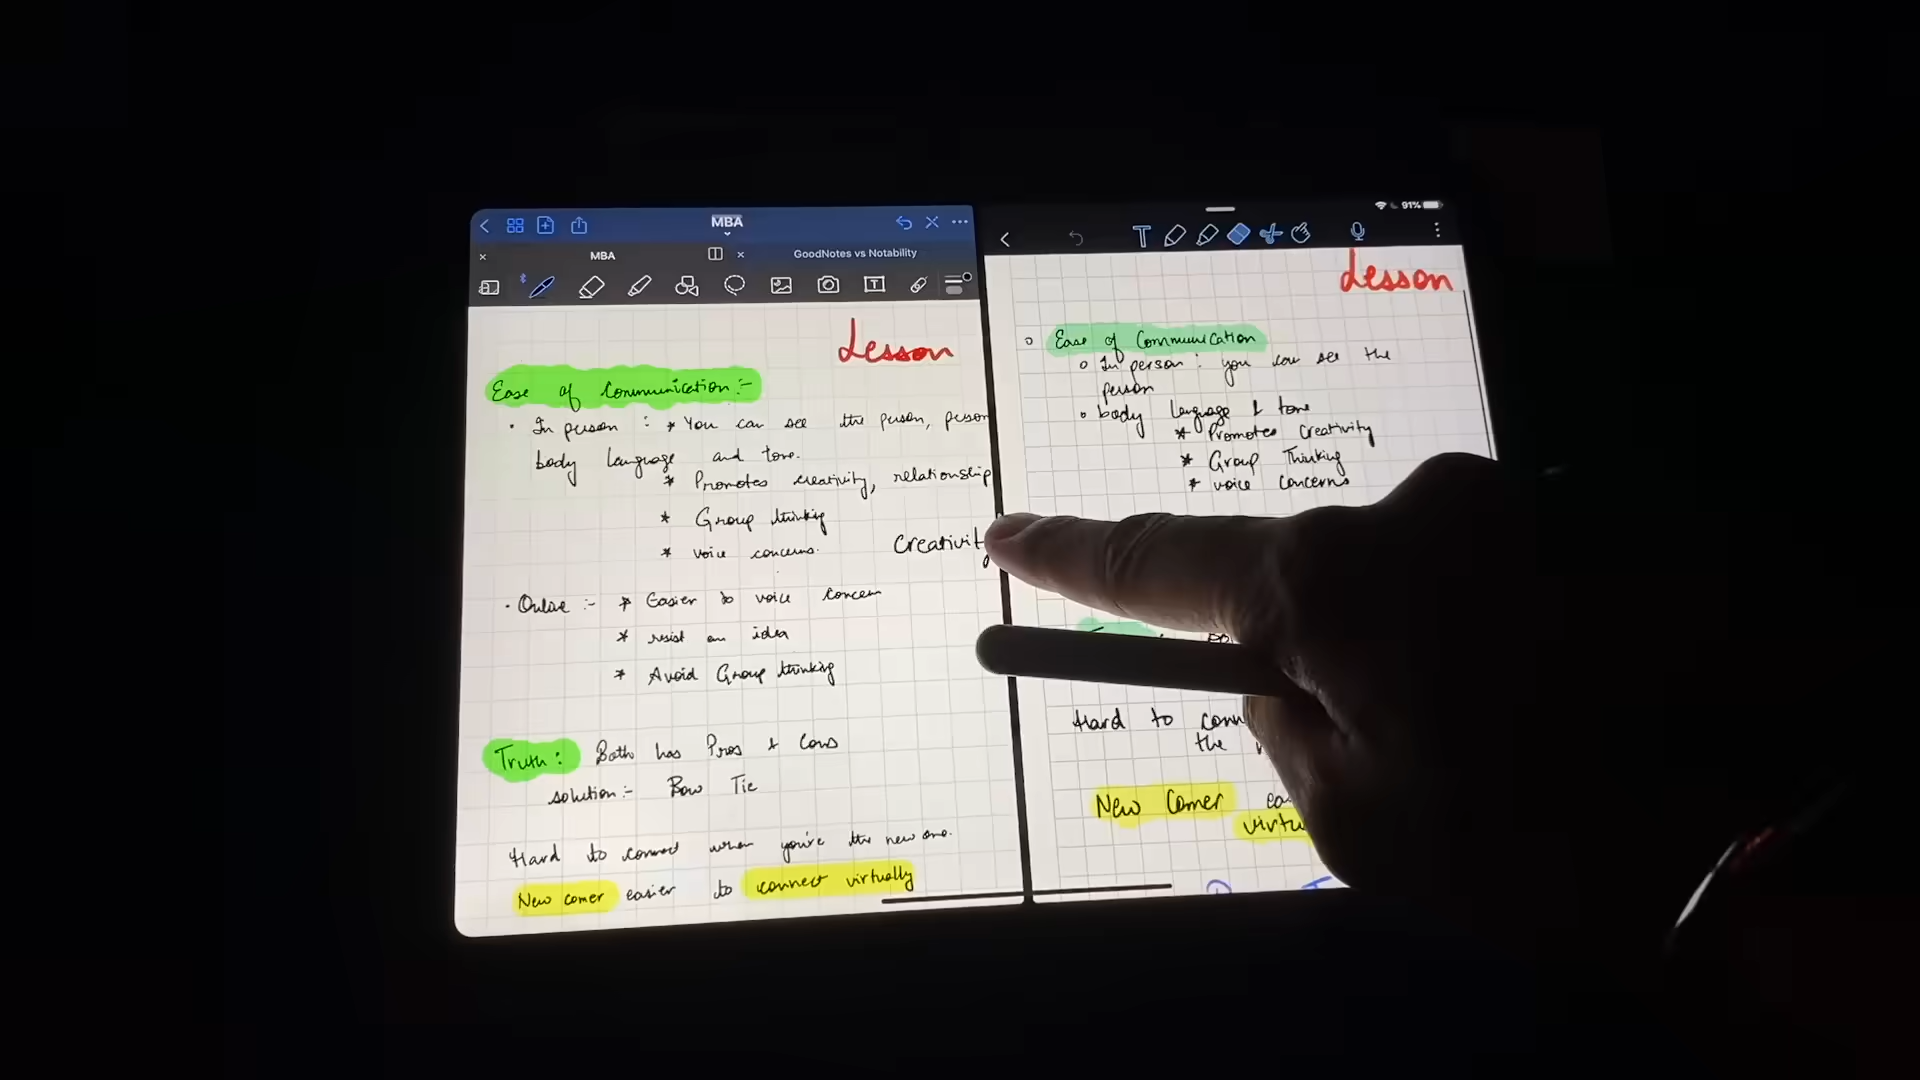 MBA
MBA
GoodNotes vs Notability
Lesson
Ease of Communication :-
In person : * You can see the person, person
body language and tone.
* Promotes creativity, relationship
* Group thinking
* voice concerns.
Creativity
Online :- * Easier to voice concern
* resist an idea
* Avoid Group thinking
Truth : Both has Pros & Cons
solution :- Bow Tie
Hard to connect when you're the new one.
New comer easier to connect virtually
91%
T
Lesson
Ease of Communication
In person : you can see the
person
body language & tone
* Promotes Creativity
* Group Thinking
* voice concerns
Hard to conn
the
New Comer ea
virtu